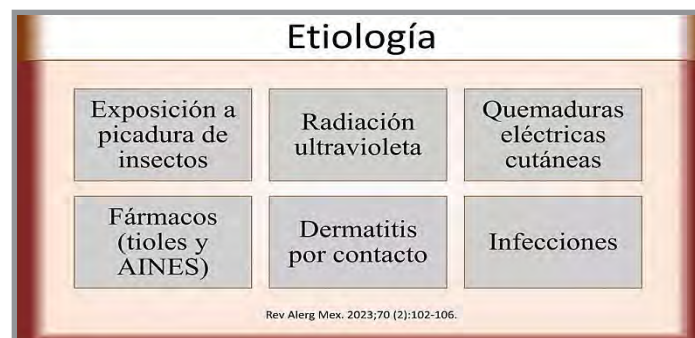 Etiología
Exposición a
picadura de
insectos
Radiación
ultravioleta
Quemaduras
eléctricas
cutáneas
Fármacos
(tioles y
AINES)
Dermatitis
por contacto
Infecciones
Rev Alerg Mex. 2023;70 (2):102-106.